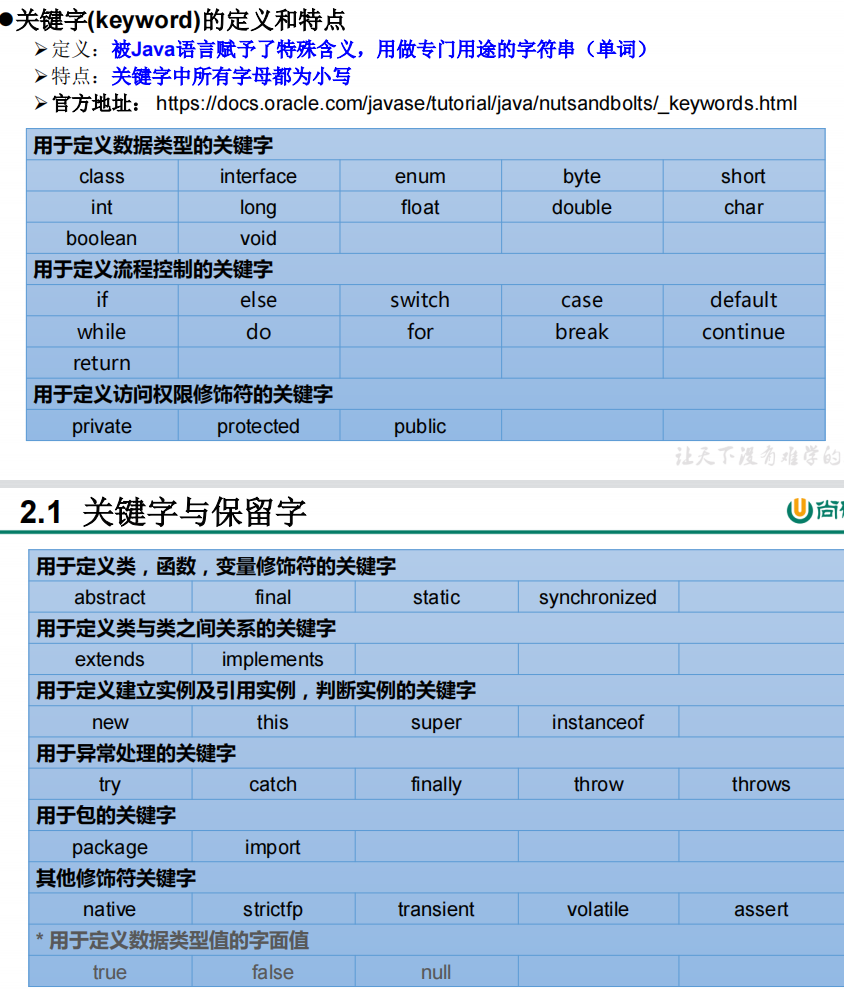 ●关键字(keyword)的定义和特点
➢定义：被Java语言赋予了特殊含义，用做专门用途的字符串（单词）
➢特点：关键字中所有字母都为小写
➢官方地址： https://docs.oracle.com/javase/tutorial/java/nutsandbolts/_keywords.html
用于定义数据类型的关键字
class interface enum byte short
int long float double char
boolean void
用于定义流程控制的关键字
if else switch case default
while do for break continue
return
用于定义访问权限修饰符的关键字
private protected public
让天下没有难学的
2.1 关键字与保留字
尚
用于定义类，函数，变量修饰符的关键字
abstract final static synchronized
用于定义类与类之间关系的关键字
extends implements
用于定义建立实例及引用实例，判断实例的关键字
new this super instanceof
用于异常处理的关键字
try catch finally throw throws
用于包的关键字
package import
其他修饰符关键字
native strictfp transient volatile assert
* 用于定义数据类型值的字面值
true false null